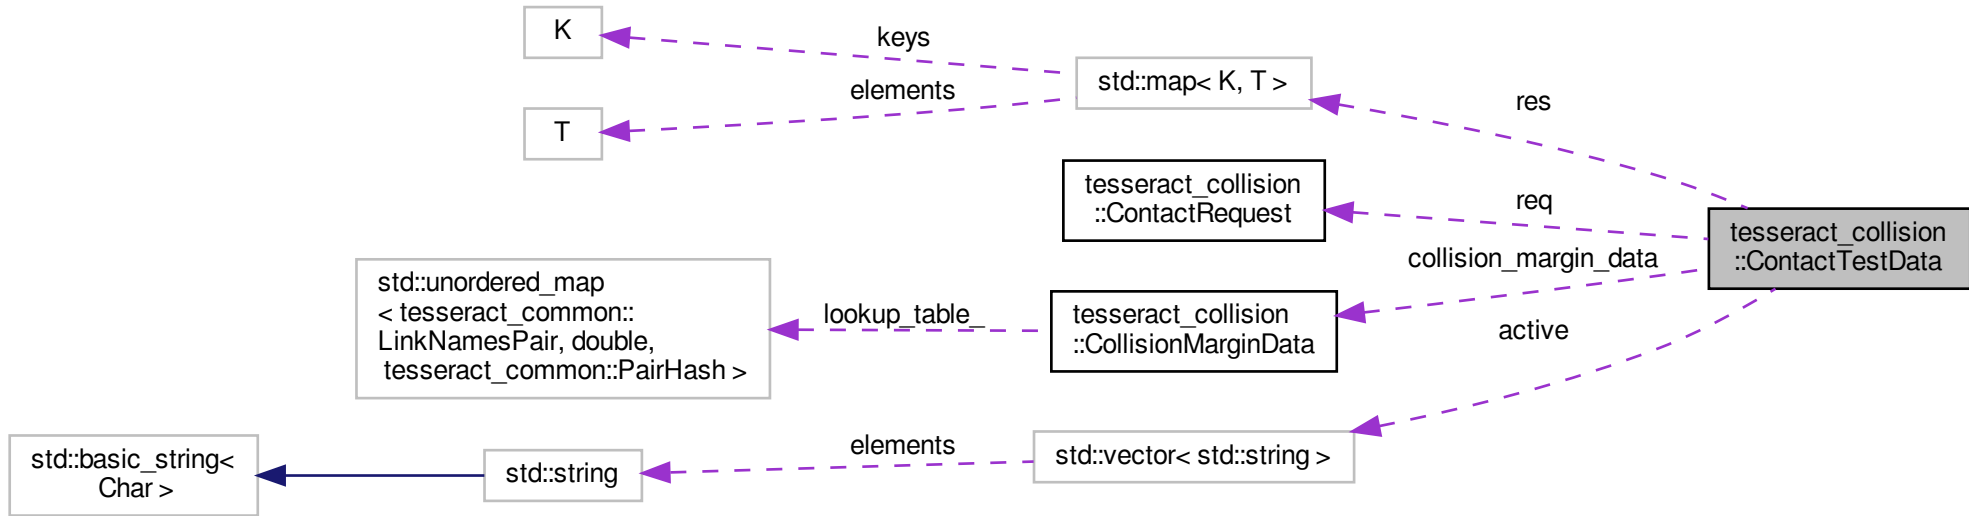 K
keys
std::map< K, T >
elements
T
res
tesseract_collision
::ContactRequest
req
tesseract_collision
::ContactTestData
collision_margin_data
std::unordered_map
< tesseract_common::
LinkNamesPair, double,
tesseract_common::PairHash >
lookup_table_
tesseract_collision
::CollisionMarginData
active
std::basic_string<
Char >
std::string
elements
std::vector< std::string >